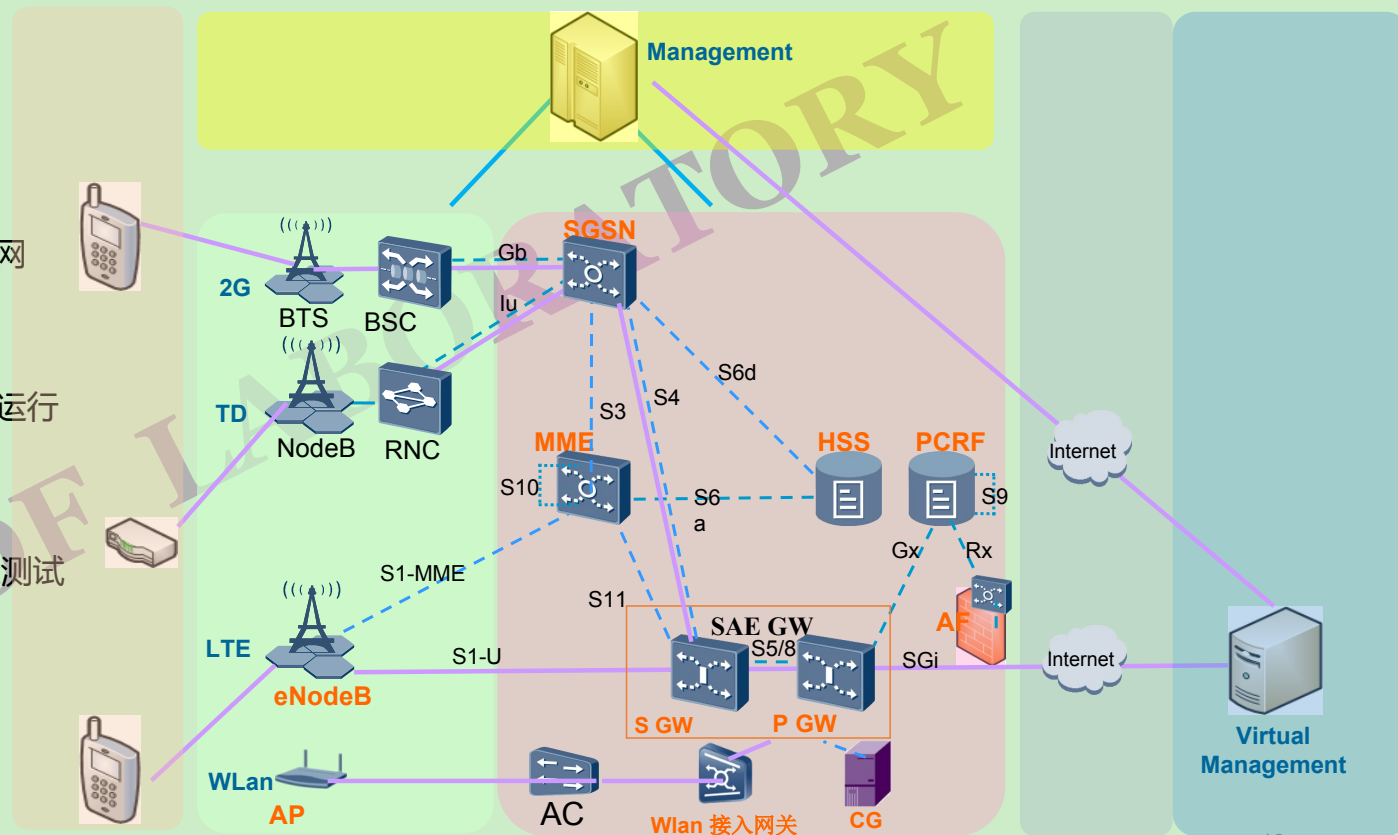 Management
网
SGSN
Gb
2G
BTS
BSC
Iu
S6d
运行
TD
S3
S4
NodeB
RNC
MME
HSS
PCRF
Internet
S10
S6
a
S9
Gx
Rx
测试
S1-MME
S11
AF
SAE GW
LTE
S5/8
S1-U
SGi
Internet
eNodeB
S GW
P GW
Virtual
Management
WLan
AP
AC
Wlan 接入网关
CG
OF LABORATORY